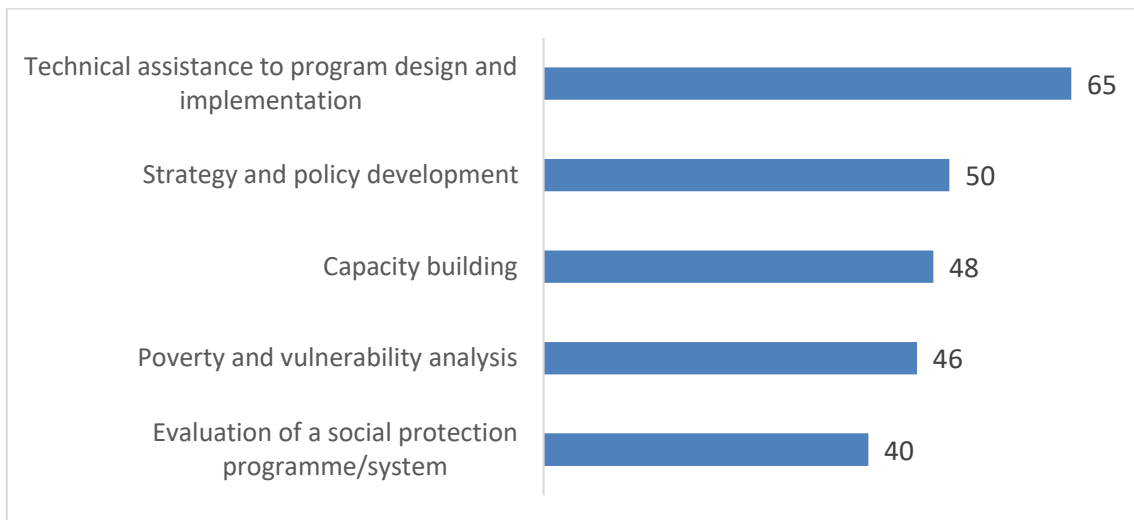 Technical assistance to program design and
implementation
65
Strategy and policy development
50
Capacity building
48
Poverty and vulnerability analysis
46
Evaluation of a social protection
programme/system
40